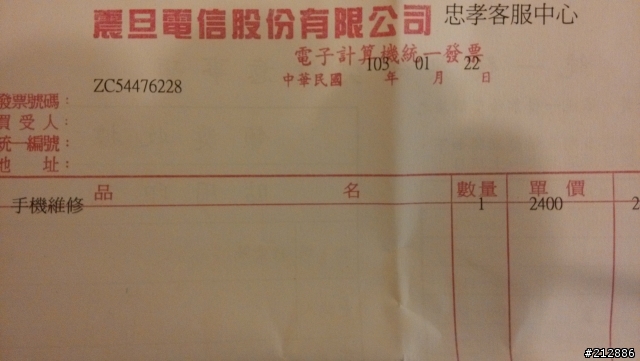 震旦電信股份有限公司 忠孝客服中心
電子計算機統一發票
中華民國 103 年 01 月 22 日
ZC54476228
發票號碼：
買受人：
統一編號：
地址：
品名 數量 單價
手機維修 1 2400 2
#212886